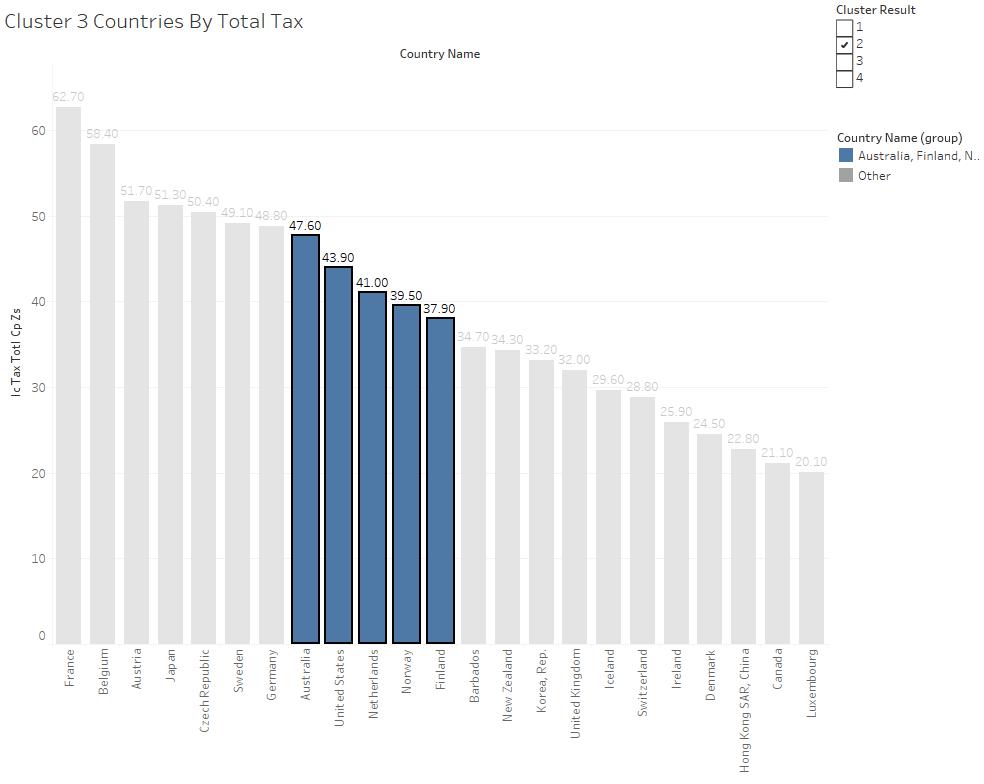 Cluster 3 Countries By Total Tax
Cluster Result
1
2
3
4
Country Name
Country Name (group)
Australia, Finland, N..
Other
Ic Tax Totl Cp Zs
60
50
40
30
20
10
0
62.70
58.40
51.70
51.30
50.40
49.10
48.80
47.60
43.90
41.00
39.50
37.90
34.70
34.30
33.20
32.00
29.60
28.80
25.90
24.50
22.80
21.10
20.10
France
Belgium
Austria
Japan
Czech Republic
Sweden
Germany
Australia
United States
Netherlands
Norway
Finland
Barbados
New Zealand
Korea, Rep.
United Kingdom
Iceland
Switzerland
Ireland
Denmark
Hong Kong SAR, China
Canada
Luxembourg